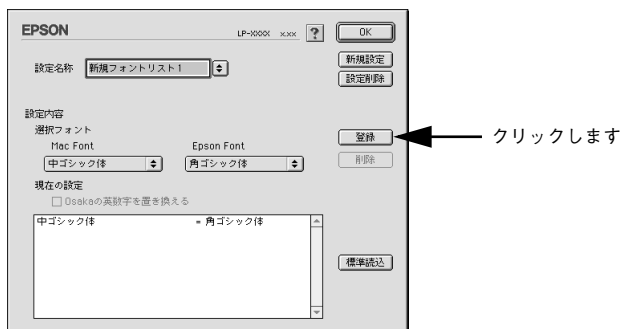 EPSON
LP-XXXX x.xx ? OK
設定名称 新規フォントリスト1
新規設定
設定削除
設定内容
選択フォント
Mac Font Epson Font
登録 クリックします
中ゴシック体 角ゴシック体
削除
現在の設定
Osakaの英数字を置き換える
中ゴシック体 = 角ゴシック体
標準読込